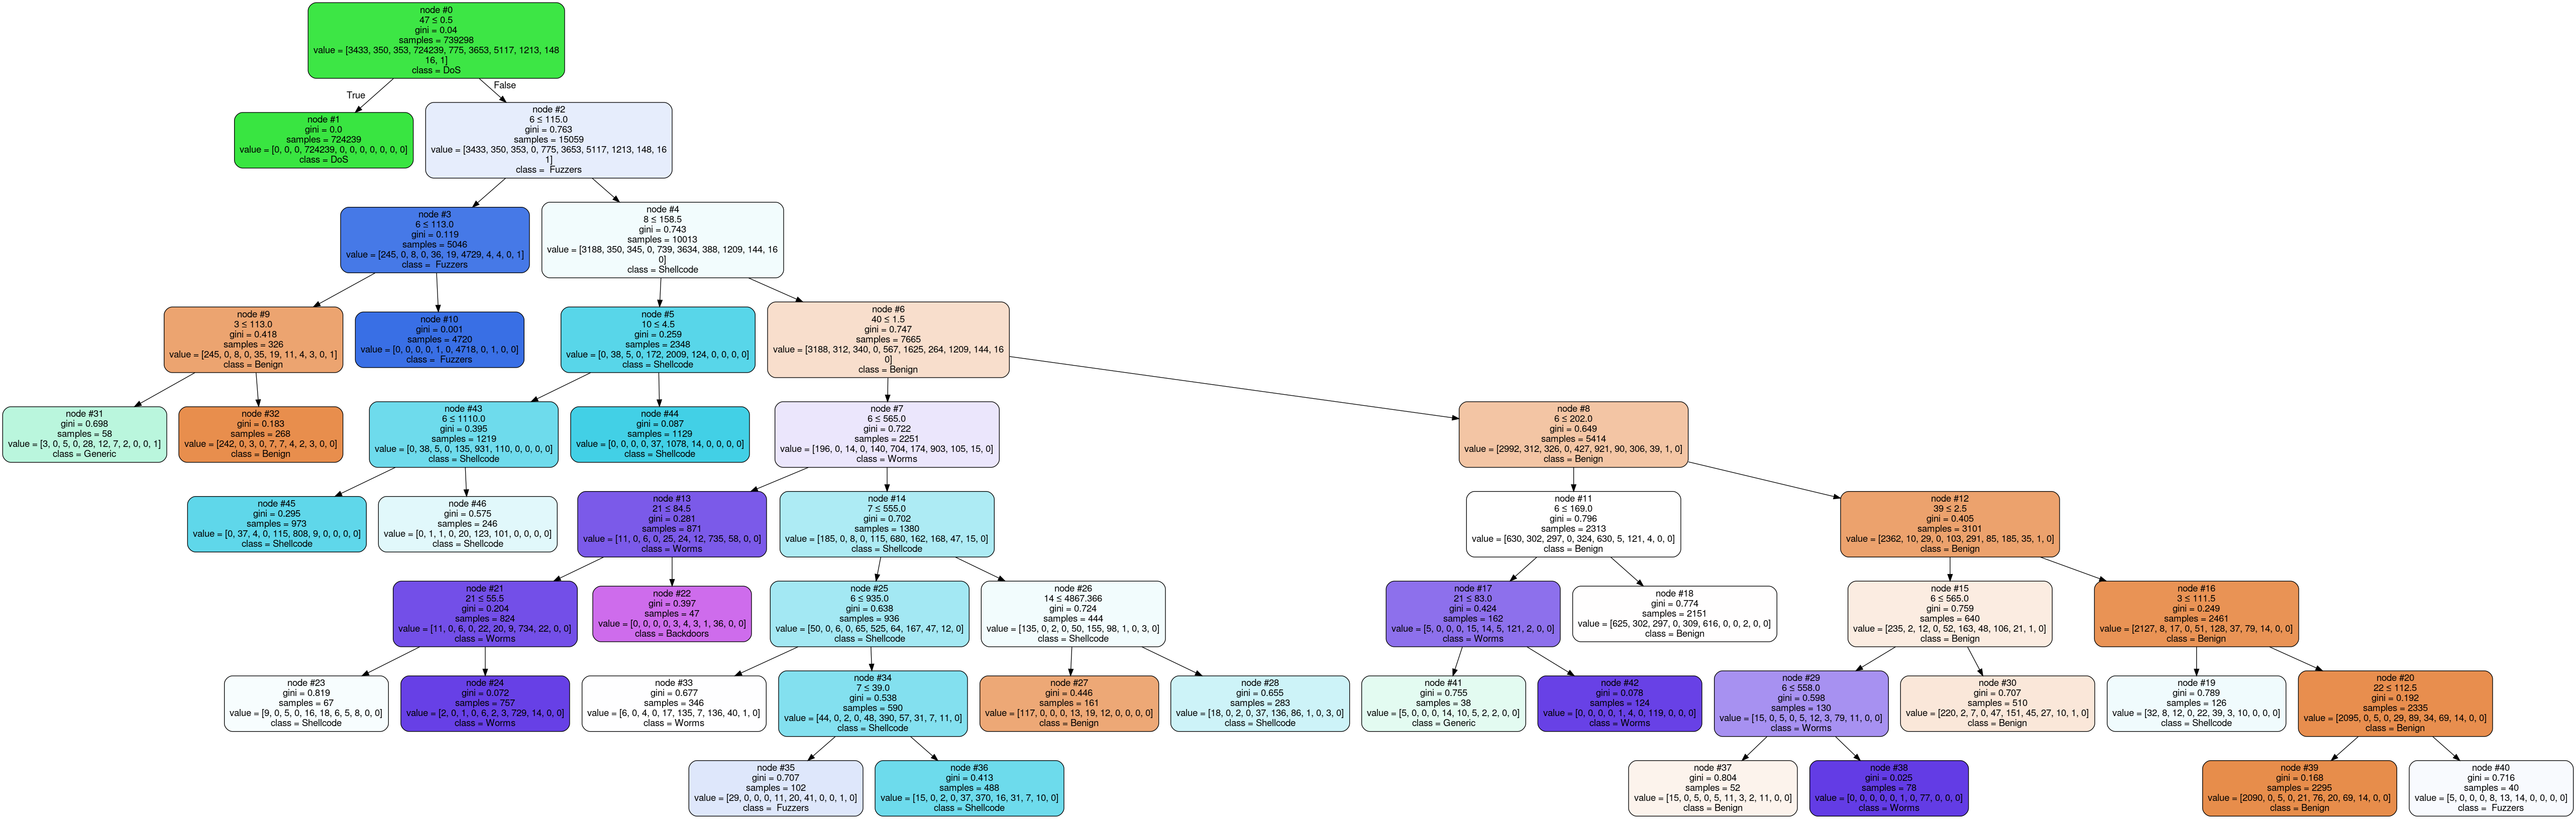 node #0
47 ≤ 0.5
gini = 0.04
samples = 739298
value = [3433, 350, 353, 724239, 775, 3653, 5117, 1213, 148
16, 1]
class = DoS
True
False
node #1
gini = 0.0
samples = 724239
value = [0, 0, 0, 724239, 0, 0, 0, 0, 0, 0, 0]
class = DoS
node #2
6 ≤ 115.0
gini = 0.763
samples = 15059
value = [3433, 350, 353, 0, 775, 3653, 5117, 1213, 148, 16
1]
class = Fuzzers
node #3
6 ≤ 113.0
gini = 0.119
samples = 5046
value = [245, 0, 8, 0, 36, 19, 4729, 4, 4, 0, 1]
class = Fuzzers
node #4
8 ≤ 158.5
gini = 0.743
samples = 10013
value = [3188, 350, 345, 0, 739, 3634, 388, 1209, 144, 16
0]
class = Shellcode
node #9
3 ≤ 113.0
gini = 0.418
samples = 326
value = [245, 0, 8, 0, 35, 19, 11, 4, 3, 0, 1]
class = Benign
node #10
gini = 0.001
samples = 4720
value = [0, 0, 0, 0, 1, 0, 4718, 0, 1, 0, 0]
class = Fuzzers
node #5
10 ≤ 4.5
gini = 0.259
samples = 2348
value = [0, 38, 5, 0, 172, 2009, 124, 0, 0, 0, 0]
class = Shellcode
node #6
40 ≤ 1.5
gini = 0.747
samples = 7665
value = [3188, 312, 340, 0, 567, 1625, 264, 1209, 144, 16
0]
class = Benign
node #31
gini = 0.698
samples = 58
value = [3, 0, 5, 0, 28, 12, 7, 2, 0, 0, 1]
class = Generic
node #32
gini = 0.183
samples = 268
value = [242, 0, 3, 0, 7, 7, 4, 2, 3, 0, 0]
class = Benign
node #43
6 ≤ 1110.0
gini = 0.395
samples = 1219
value = [0, 38, 5, 0, 135, 931, 110, 0, 0, 0, 0]
class = Shellcode
node #44
gini = 0.087
samples = 1129
value = [0, 0, 0, 0, 37, 1078, 14, 0, 0, 0, 0]
class = Shellcode
node #7
6 ≤ 565.0
gini = 0.722
samples = 2251
value = [196, 0, 14, 0, 140, 704, 174, 903, 105, 15, 0]
class = Worms
node #8
6 ≤ 202.0
gini = 0.649
samples = 5414
value = [2992, 312, 326, 0, 427, 921, 90, 306, 39, 1, 0]
class = Benign
node #45
gini = 0.295
samples = 973
value = [0, 37, 4, 0, 115, 808, 9, 0, 0, 0, 0]
class = Shellcode
node #46
gini = 0.575
samples = 246
value = [0, 1, 1, 0, 20, 123, 101, 0, 0, 0, 0]
class = Shellcode
node #13
21 ≤ 84.5
gini = 0.281
samples = 871
value = [11, 0, 6, 0, 25, 24, 12, 735, 58, 0, 0]
class = Worms
node #14
7 ≤ 555.0
gini = 0.702
samples = 1380
value = [185, 0, 8, 0, 115, 680, 162, 168, 47, 15, 0]
class = Shellcode
node #11
6 ≤ 169.0
gini = 0.796
samples = 2313
value = [630, 302, 297, 0, 324, 630, 5, 121, 4, 0, 0]
class = Benign
node #12
39 ≤ 2.5
gini = 0.405
samples = 3101
value = [2362, 10, 29, 0, 103, 291, 85, 185, 35, 1, 0]
class = Benign
node #21
21 ≤ 55.5
gini = 0.204
samples = 824
value = [11, 0, 6, 0, 22, 20, 9, 734, 22, 0, 0]
class = Worms
node #22
gini = 0.397
samples = 47
value = [0, 0, 0, 0, 3, 4, 3, 1, 36, 0, 0]
class = Backdoors
node #25
6 ≤ 935.0
gini = 0.638
samples = 936
value = [50, 0, 6, 0, 65, 525, 64, 167, 47, 12, 0]
class = Shellcode
node #26
14 ≤ 4867.366
gini = 0.724
samples = 444
value = [135, 0, 2, 0, 50, 155, 98, 1, 0, 3, 0]
class = Shellcode
node #17
21 ≤ 83.0
gini = 0.424
samples = 162
value = [5, 0, 0, 0, 15, 14, 5, 121, 2, 0, 0]
class = Worms
node #18
gini = 0.774
samples = 2151
value = [625, 302, 297, 0, 309, 616, 0, 0, 2, 0, 0]
class = Benign
node #15
6 ≤ 565.0
gini = 0.759
samples = 640
value = [235, 2, 12, 0, 52, 163, 48, 106, 21, 1, 0]
class = Benign
node #16
3 ≤ 111.5
gini = 0.249
samples = 2461
value = [2127, 8, 17, 0, 51, 128, 37, 79, 14, 0, 0]
class = Benign
node #23
gini = 0.819
samples = 67
value = [9, 0, 5, 0, 16, 18, 6, 5, 8, 0, 0]
class = Shellcode
node #24
gini = 0.072
samples = 757
value = [2, 0, 1, 0, 6, 2, 3, 729, 14, 0, 0]
class = Worms
node #33
gini = 0.677
samples = 346
value = [6, 0, 4, 0, 17, 135, 7, 136, 40, 1, 0]
class = Worms
node #34
7 ≤ 39.0
gini = 0.538
samples = 590
value = [44, 0, 2, 0, 48, 390, 57, 31, 7, 11, 0]
class = Shellcode
node #27
gini = 0.446
samples = 161
value = [117, 0, 0, 0, 13, 19, 12, 0, 0, 0, 0]
class = Benign
node #28
gini = 0.655
samples = 283
value = [18, 0, 2, 0, 37, 136, 86, 1, 0, 3, 0]
class = Shellcode
node #41
gini = 0.755
samples = 38
value = [5, 0, 0, 0, 14, 10, 5, 2, 2, 0, 0]
class = Generic
node #42
gini = 0.078
samples = 124
value = [0, 0, 0, 0, 1, 4, 0, 119, 0, 0, 0]
class = Worms
node #29
6 ≤ 558.0
gini = 0.598
samples = 130
value = [15, 0, 5, 0, 5, 12, 3, 79, 11, 0, 0]
class = Worms
node #30
gini = 0.707
samples = 510
value = [220, 2, 7, 0, 47, 151, 45, 27, 10, 1, 0]
class = Benign
node #19
gini = 0.789
samples = 126
value = [32, 8, 12, 0, 22, 39, 3, 10, 0, 0, 0]
class = Shellcode
node #20
22 ≤ 112.5
gini = 0.192
samples = 2335
value = [2095, 0, 5, 0, 29, 89, 34, 69, 14, 0, 0]
class = Benign
node #35
gini = 0.707
samples = 102
value = [29, 0, 0, 0, 11, 20, 41, 0, 0, 1, 0]
class = Fuzzers
node #36
gini = 0.413
samples = 488
value = [15, 0, 2, 0, 37, 370, 16, 31, 7, 10, 0]
class = Shellcode
node #37
gini = 0.804
samples = 52
value = [15, 0, 5, 0, 5, 11, 3, 2, 11, 0, 0]
class = Benign
node #38
gini = 0.025
samples = 78
value = [0, 0, 0, 0, 0, 1, 0, 77, 0, 0, 0]
class = Worms
node #39
gini = 0.168
samples = 2295
value = [2090, 0, 5, 0, 21, 76, 20, 69, 14, 0, 0]
class = Benign
node #40
gini = 0.716
samples = 40
value = [5, 0, 0, 0, 8, 13, 14, 0, 0, 0, 0]
class = Fuzzers